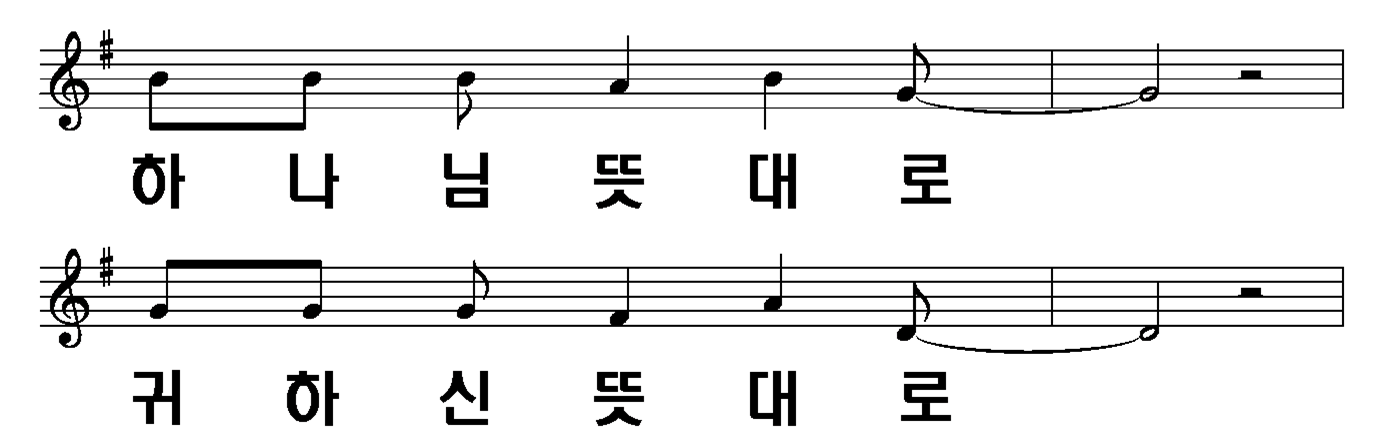 하 나 님 뜻 대 로
귀 하 신 뜻 대 로